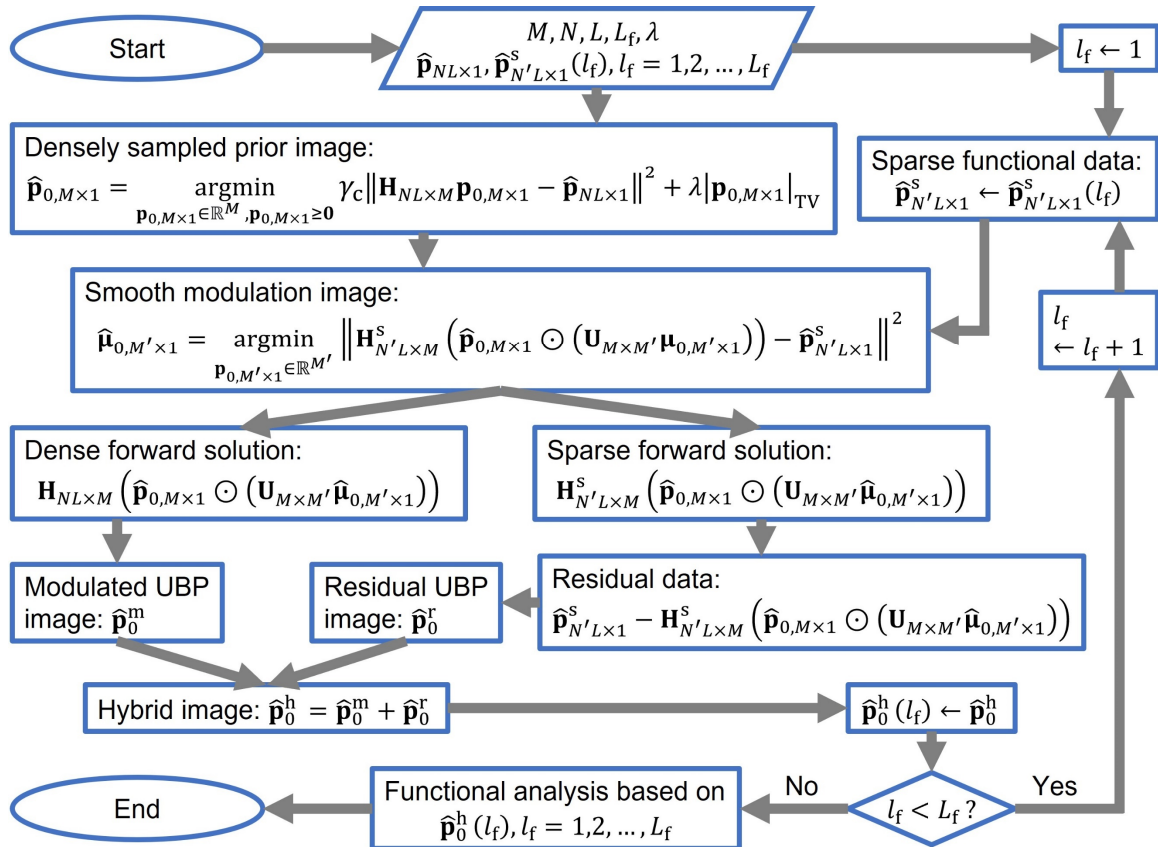 Start
M, N, L, L_f, λ
p̂_{NL×1}, p̂^s_{N′L×1}(l_f), l_f = 1,2, … , L_f
l_f ← 1
Densely sampled prior image:
p̂_{0,M×1} = argmin_{p_{0,M×1}∈ℝ^M, p_{0,M×1}≥0} γ_c‖H_{NL×M}p_{0,M×1} − p̂_{NL×1}‖² + λ|p_{0,M×1}|_{TV}
Sparse functional data:
p̂^s_{N′L×1} ← p̂^s_{N′L×1}(l_f)
Smooth modulation image:
μ̂_{0,M′×1} = argmin_{p_{0,M′×1}∈ℝ^{M′}} ‖H^s_{N′L×M}(p̂_{0,M×1} ⊙ (U_{M×M′}μ_{0,M′×1})) − p̂^s_{N′L×1}‖²
l_f
← l_f + 1
Dense forward solution:
H_{NL×M}(p̂_{0,M×1} ⊙ (U_{M×M′}μ̂_{0,M′×1}))
Sparse forward solution:
H^s_{N′L×M}(p̂_{0,M×1} ⊙ (U_{M×M′}μ̂_{0,M′×1}))
Modulated UBP
image: p̂^m_0
Residual UBP
image: p̂^r_0
Residual data:
p̂^s_{N′L×1} − H^s_{N′L×M}(p̂_{0,M×1} ⊙ (U_{M×M′}μ̂_{0,M′×1}))
Hybrid image: p̂^h_0 = p̂^m_0 + p̂^r_0
p̂^h_0(l_f) ← p̂^h_0
End
Functional analysis based on
p̂^h_0(l_f), l_f = 1,2, … , L_f
No
l_f < L_f ?
Yes